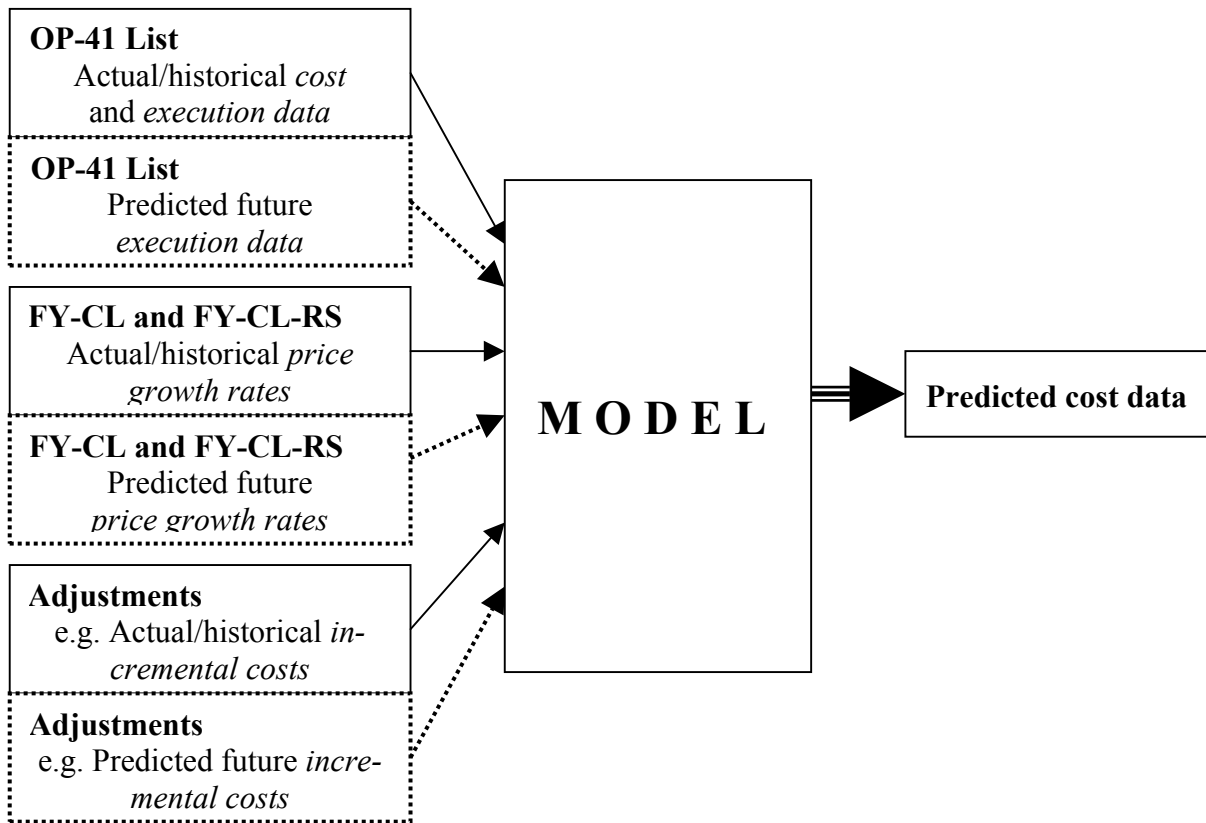 OP-41 List
Actual/historical cost
and execution data
OP-41 List
Predicted future
execution data
FY-CL and FY-CL-RS
Actual/historical price
growth rates
FY-CL and FY-CL-RS
Predicted future
price growth rates
Adjustments
e.g. Actual/historical in-
cremental costs
Adjustments
e.g. Predicted future incre-
mental costs
M O D E L
Predicted cost data